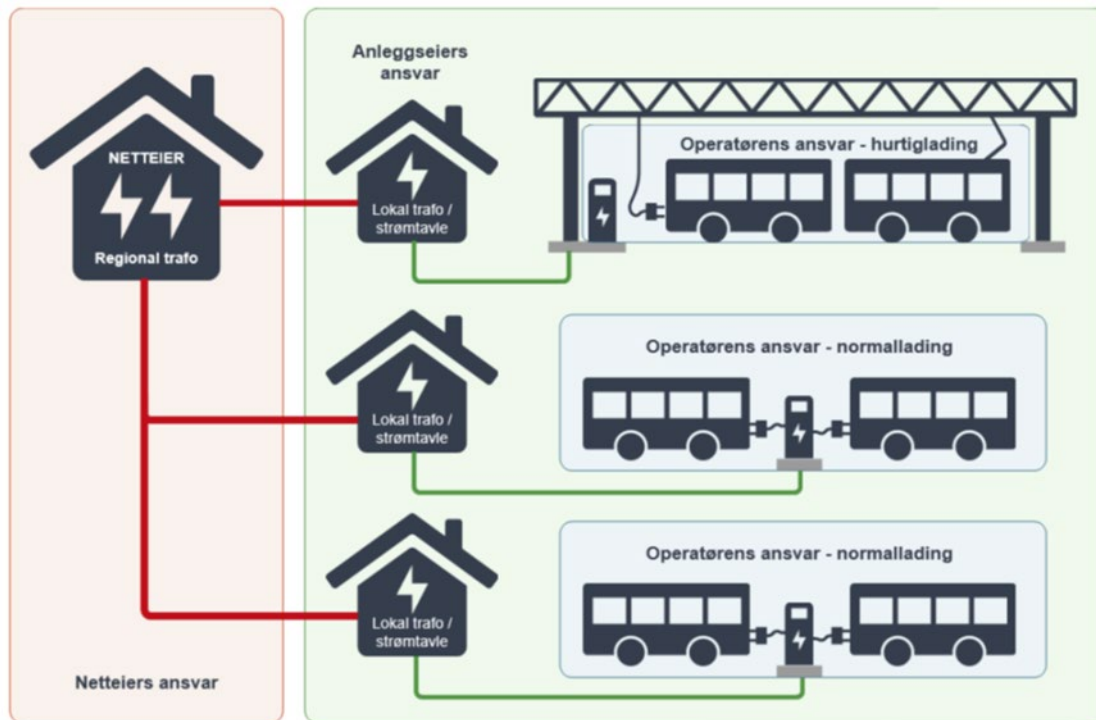 NETTEIER
Regional trafo
Netteiers ansvar
Anleggseiers
ansvar
Lokal trafo /
strømtavle
Operatørens ansvar - hurtiglading
Lokal trafo /
strømtavle
Operatørens ansvar - normallading
Lokal trafo /
strømtavle
Operatørens ansvar - normallading